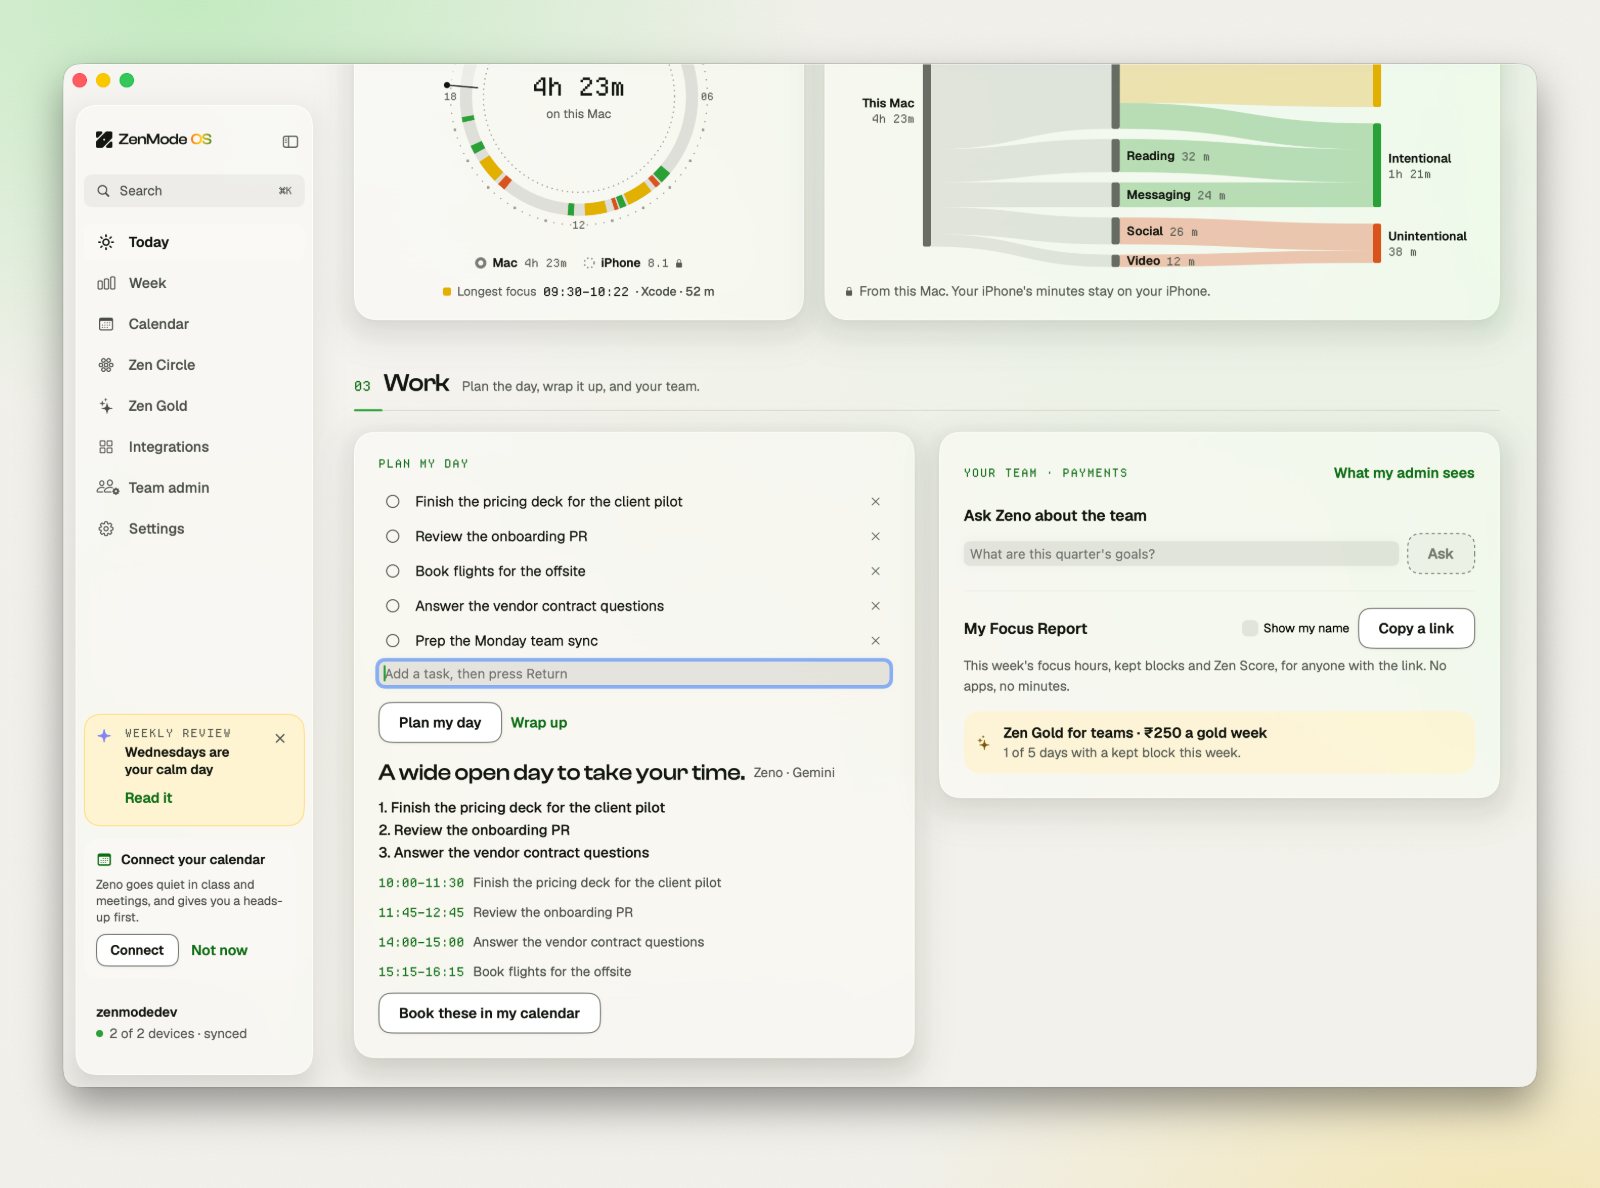 ZenMode OS
Search ⌘K
Today
Week
Calendar
Zen Circle
Zen Gold
Integrations
Team admin
Settings
WEEKLY REVIEW
Wednesdays are
your calm day
Read it
Connect your calendar
Zeno goes quiet in class and
meetings, and gives you a heads-
up first.
Connect Not now
zenmodedev
2 of 2 devices · synced
4h 23m
on this Mac
18
06
12
Mac 4h 23m iPhone 8.1
Longest focus 09:30–10:22 · Xcode · 52 m
This Mac
4h 23m
Reading 32 m
Messaging 24 m
Social 26 m
Video 12 m
Intentional
1h 21m
Unintentional
38 m
From this Mac. Your iPhone's minutes stay on your iPhone.
03 Work Plan the day, wrap it up, and your team.
PLAN MY DAY
Finish the pricing deck for the client pilot
Review the onboarding PR
Book flights for the offsite
Answer the vendor contract questions
Prep the Monday team sync
Add a task, then press Return
Plan my day Wrap up
A wide open day to take your time. Zeno · Gemini
1. Finish the pricing deck for the client pilot
2. Review the onboarding PR
3. Answer the vendor contract questions
10:00–11:30 Finish the pricing deck for the client pilot
11:45–12:45 Review the onboarding PR
14:00–15:00 Answer the vendor contract questions
15:15–16:15 Book flights for the offsite
Book these in my calendar
YOUR TEAM · PAYMENTS What my admin sees
Ask Zeno about the team
What are this quarter's goals? Ask
My Focus Report Show my name Copy a link
This week's focus hours, kept blocks and Zen Score, for anyone with the link. No
apps, no minutes.
Zen Gold for teams · ₹250 a gold week
1 of 5 days with a kept block this week.